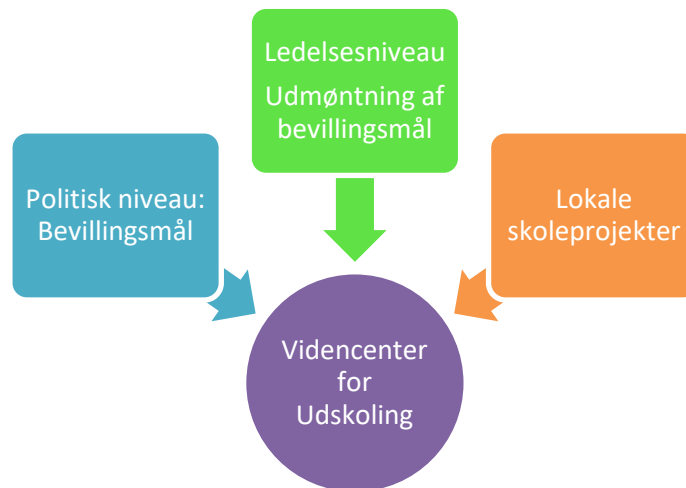 Ledelsesniveau
Udmøntning af
bevillingsmål
Politisk niveau:
Bevillingsmål
Lokale
skoleprojekter
Videncenter
for
Udskoling